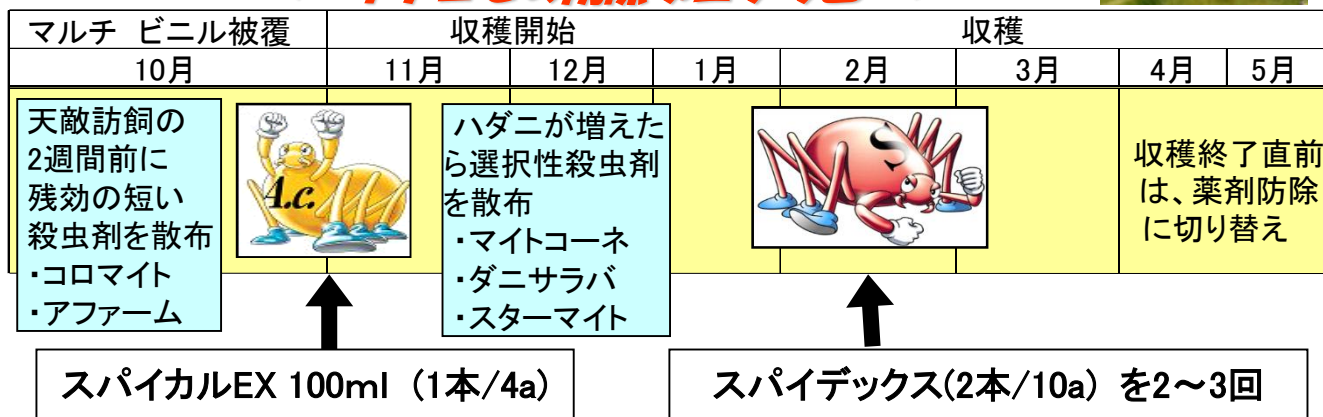 マルチ ビニル被覆
収穫開始
収穫
10月
11月
12月
1月
2月
3月
4月
5月
天敵訪飼の
2週間前に
残効の短い
殺虫剤を散布
・コロマイト
・アファーム
A.c.
ハダニが増えた
ら選択性殺虫剤
を散布
・マイトコーネ
・ダニサラバ
・スターマイト
S
収穫終了直前
は、薬剤防除
に切り替え
スパイカルEX 100ml (1本/4a)
スパイデックス(2本/10a) を2~3回